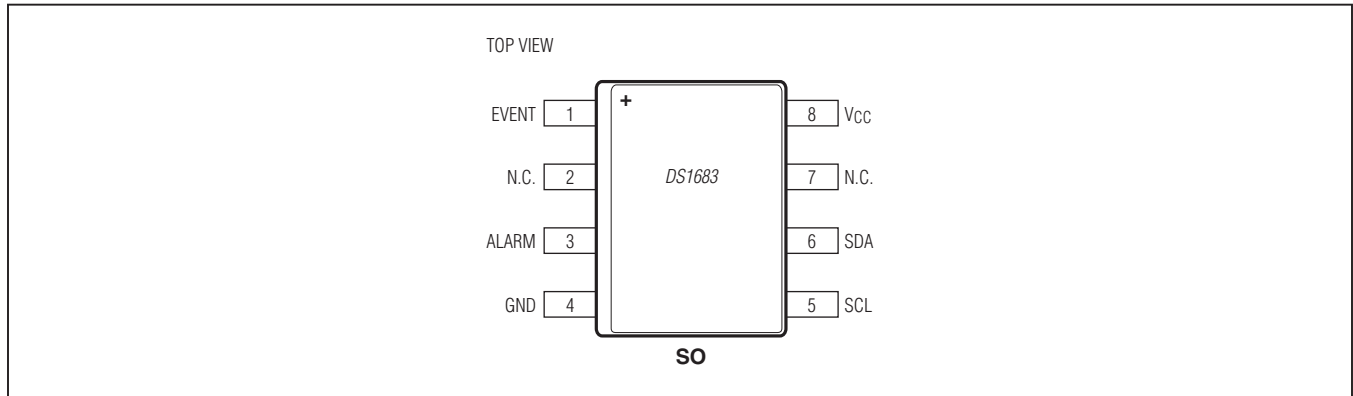 TOP VIEW
EVENT 1 + 8 VCC
N.C. 2 DS1683 7 N.C.
ALARM 3 6 SDA
GND 4 5 SCL
SO